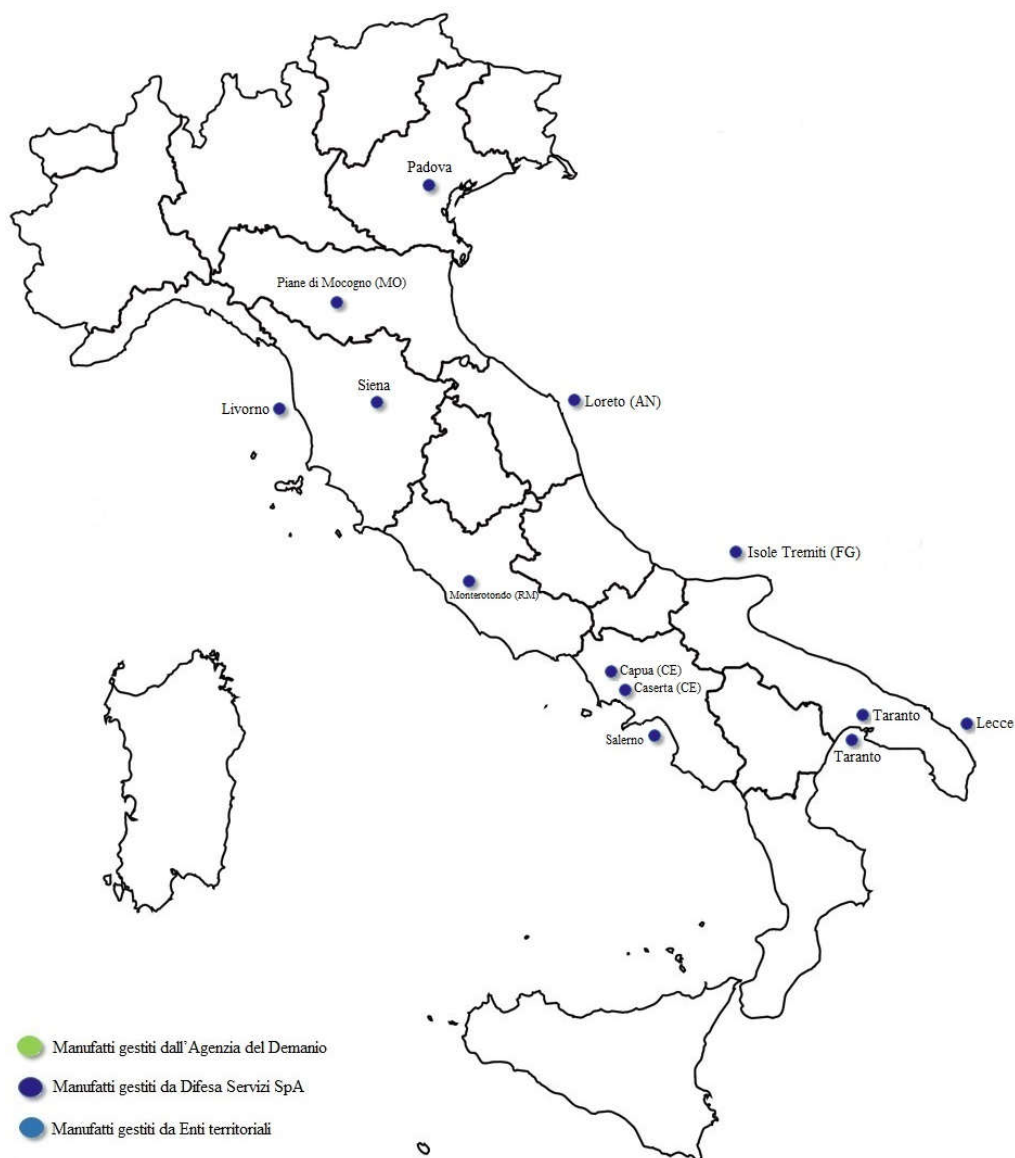 Padova
Piane di Mocogno (MO)
Siena
Livorno
Loreto (AN)
Isole Tremiti (FG)
Monterotondo (RM)
Capua (CE)
Caserta (CE)
Salerno
Taranto
Lecce
Taranto
Manufatti gestiti dall'Agenzia del Demanio
Manufatti gestiti da Difesa Servizi SpA
Manufatti gestiti da Enti territoriali